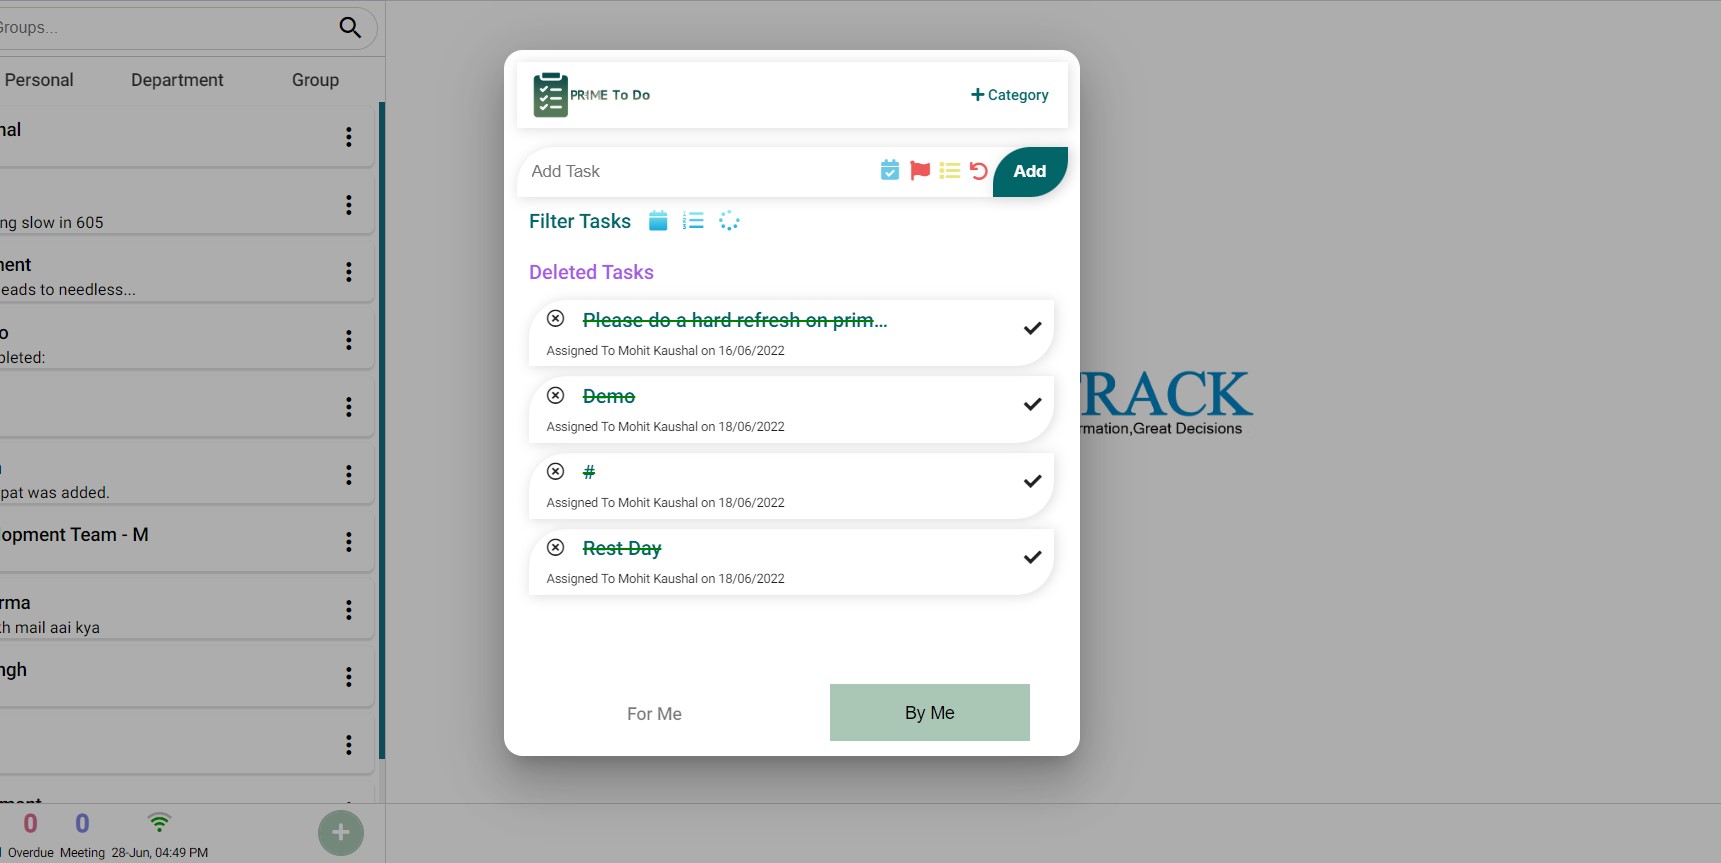 Groups...
Personal
Department
Group
nal
ng slow in 605
nent
eads to needless...
o
pleted:
pat was added.
lopment Team - M
rma
kh mail aai kya
ngh
0
0
Overdue
Meeting
28-Jun, 04:49 PM
PRIME To Do
Category
Add Task
Add
Filter Tasks
Deleted Tasks
Please do a hard refresh on prim...
Assigned To Mohit Kaushal on 16/06/2022
Demo
Assigned To Mohit Kaushal on 18/06/2022
#
Assigned To Mohit Kaushal on 18/06/2022
Rest Day
Assigned To Mohit Kaushal on 18/06/2022
For Me
By Me
RACK
rmation,Great Decisions